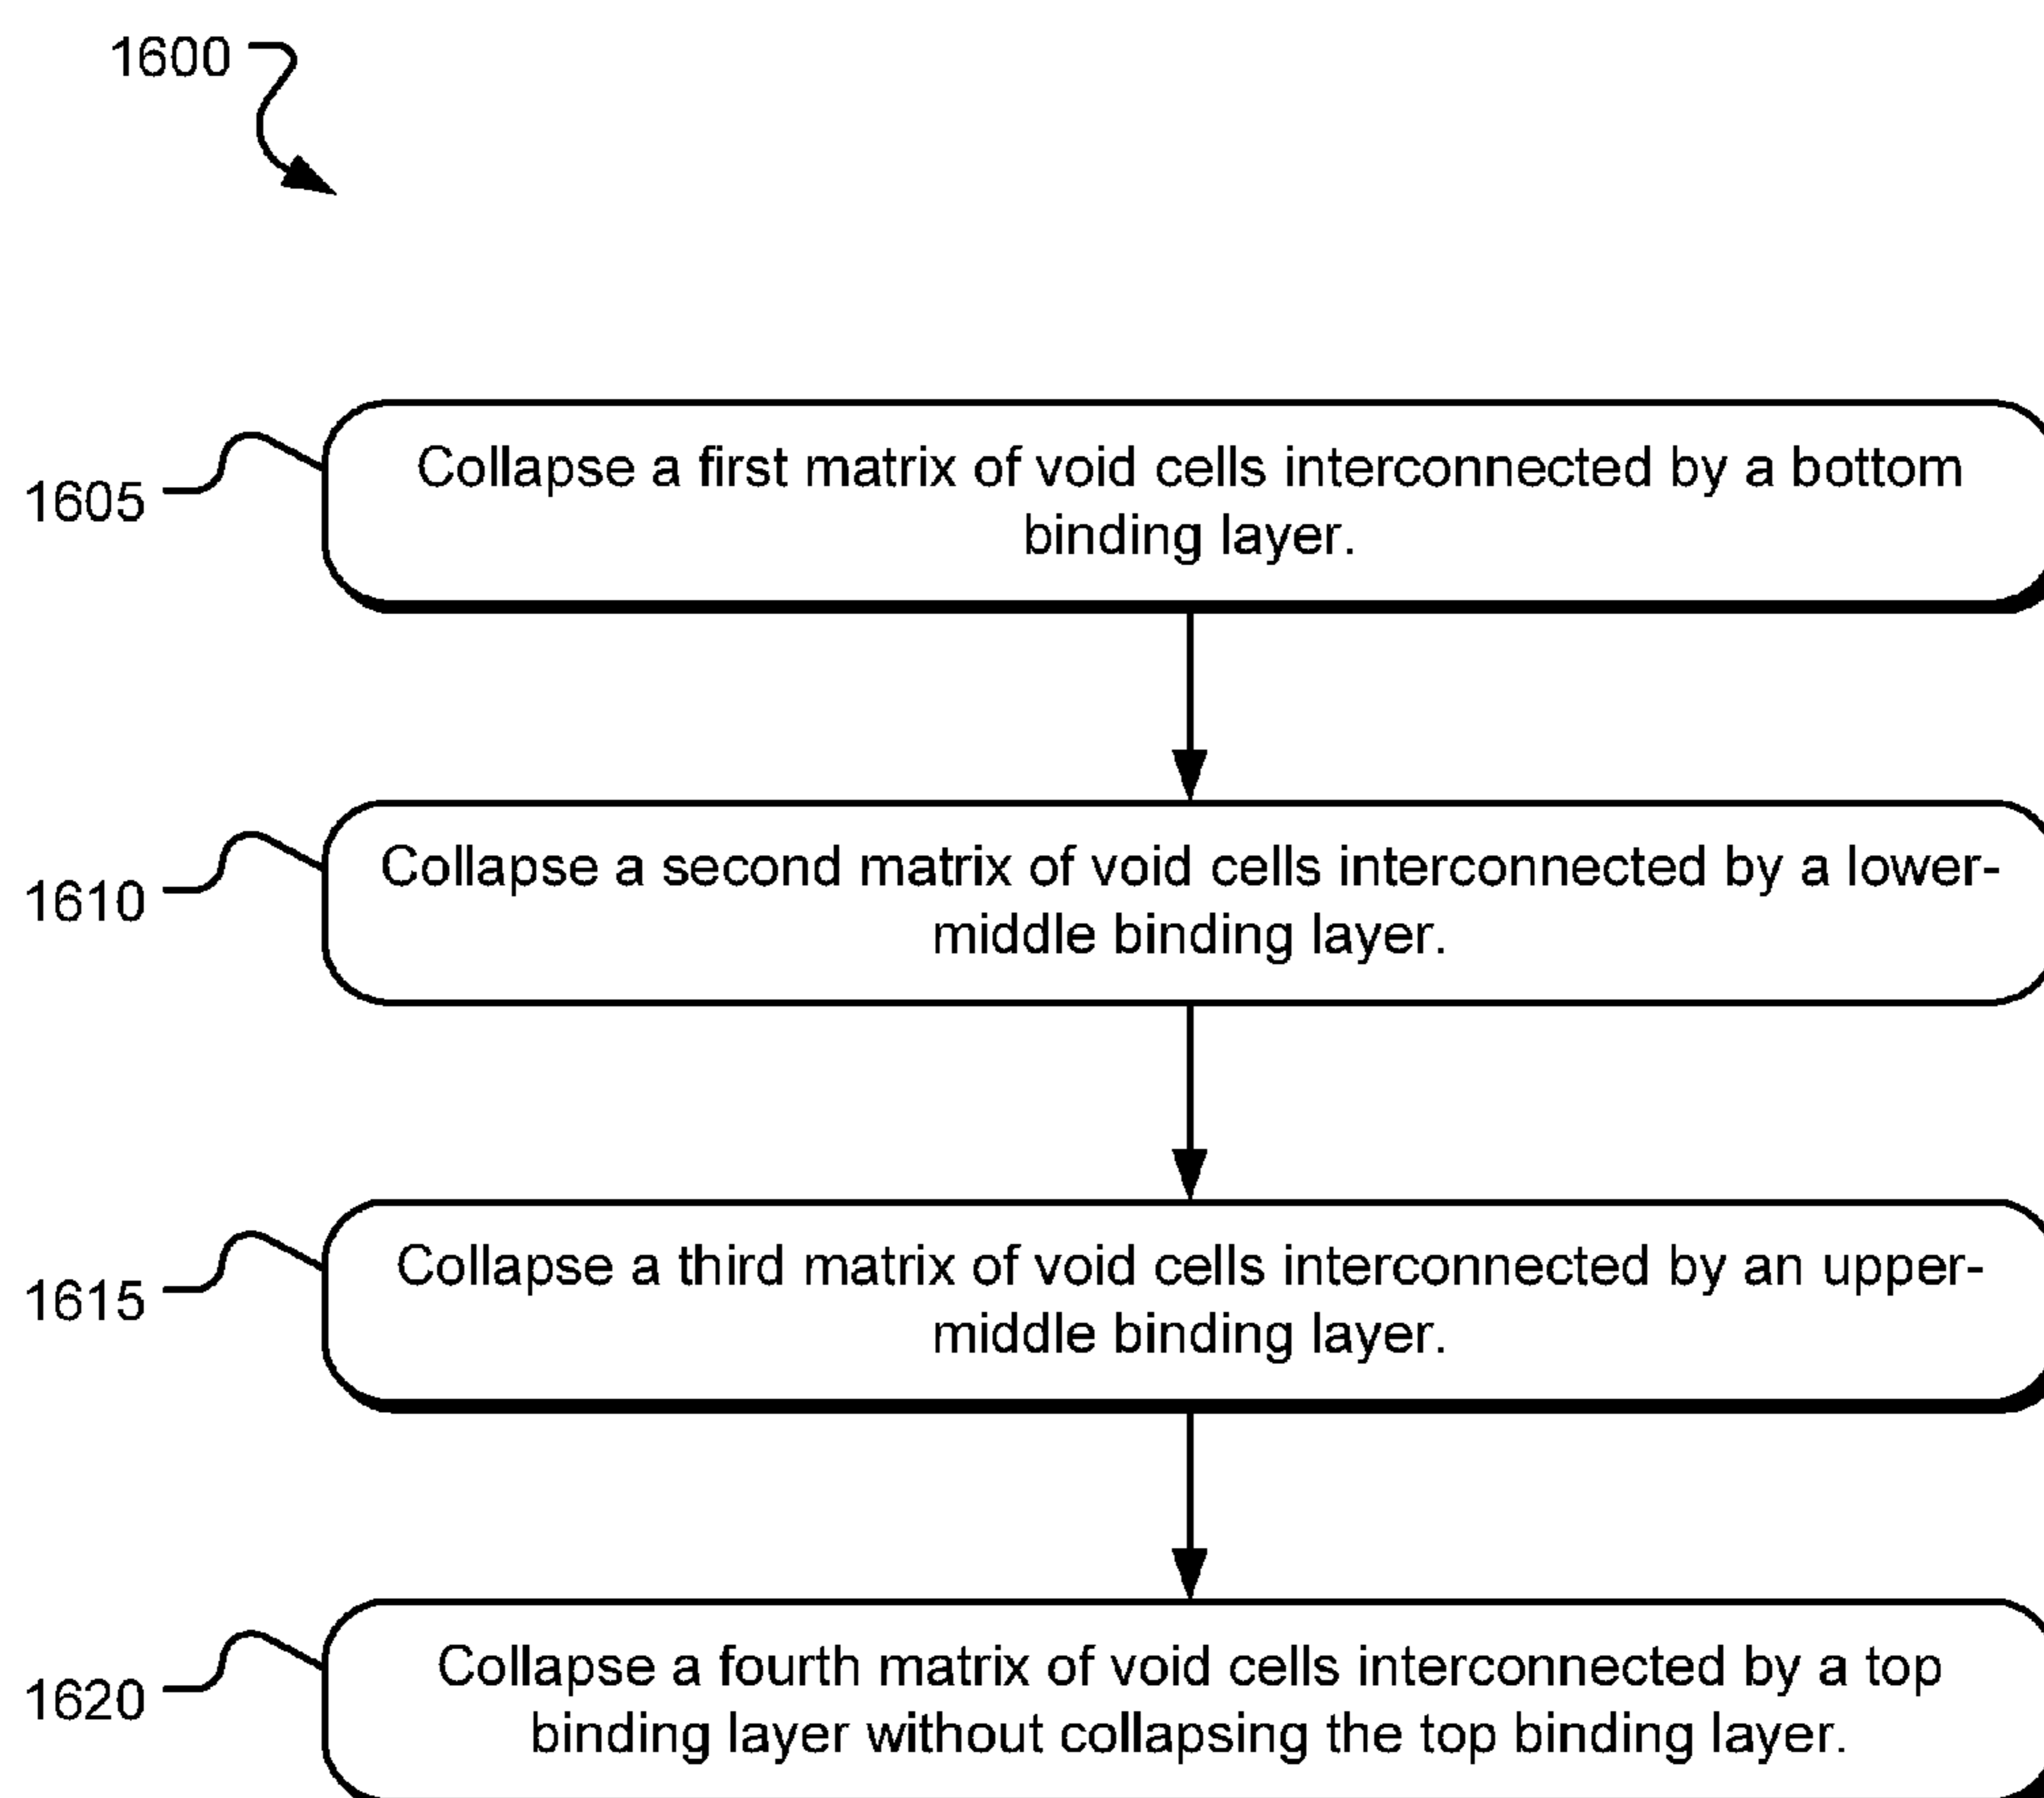 1600
1605
Collapse a first matrix of void cells interconnected by a bottom
binding layer.
1610
Collapse a second matrix of void cells interconnected by a lower-
middle binding layer.
1615
Collapse a third matrix of void cells interconnected by an upper-
middle binding layer.
1620
Collapse a fourth matrix of void cells interconnected by a top
binding layer without collapsing the top binding layer.